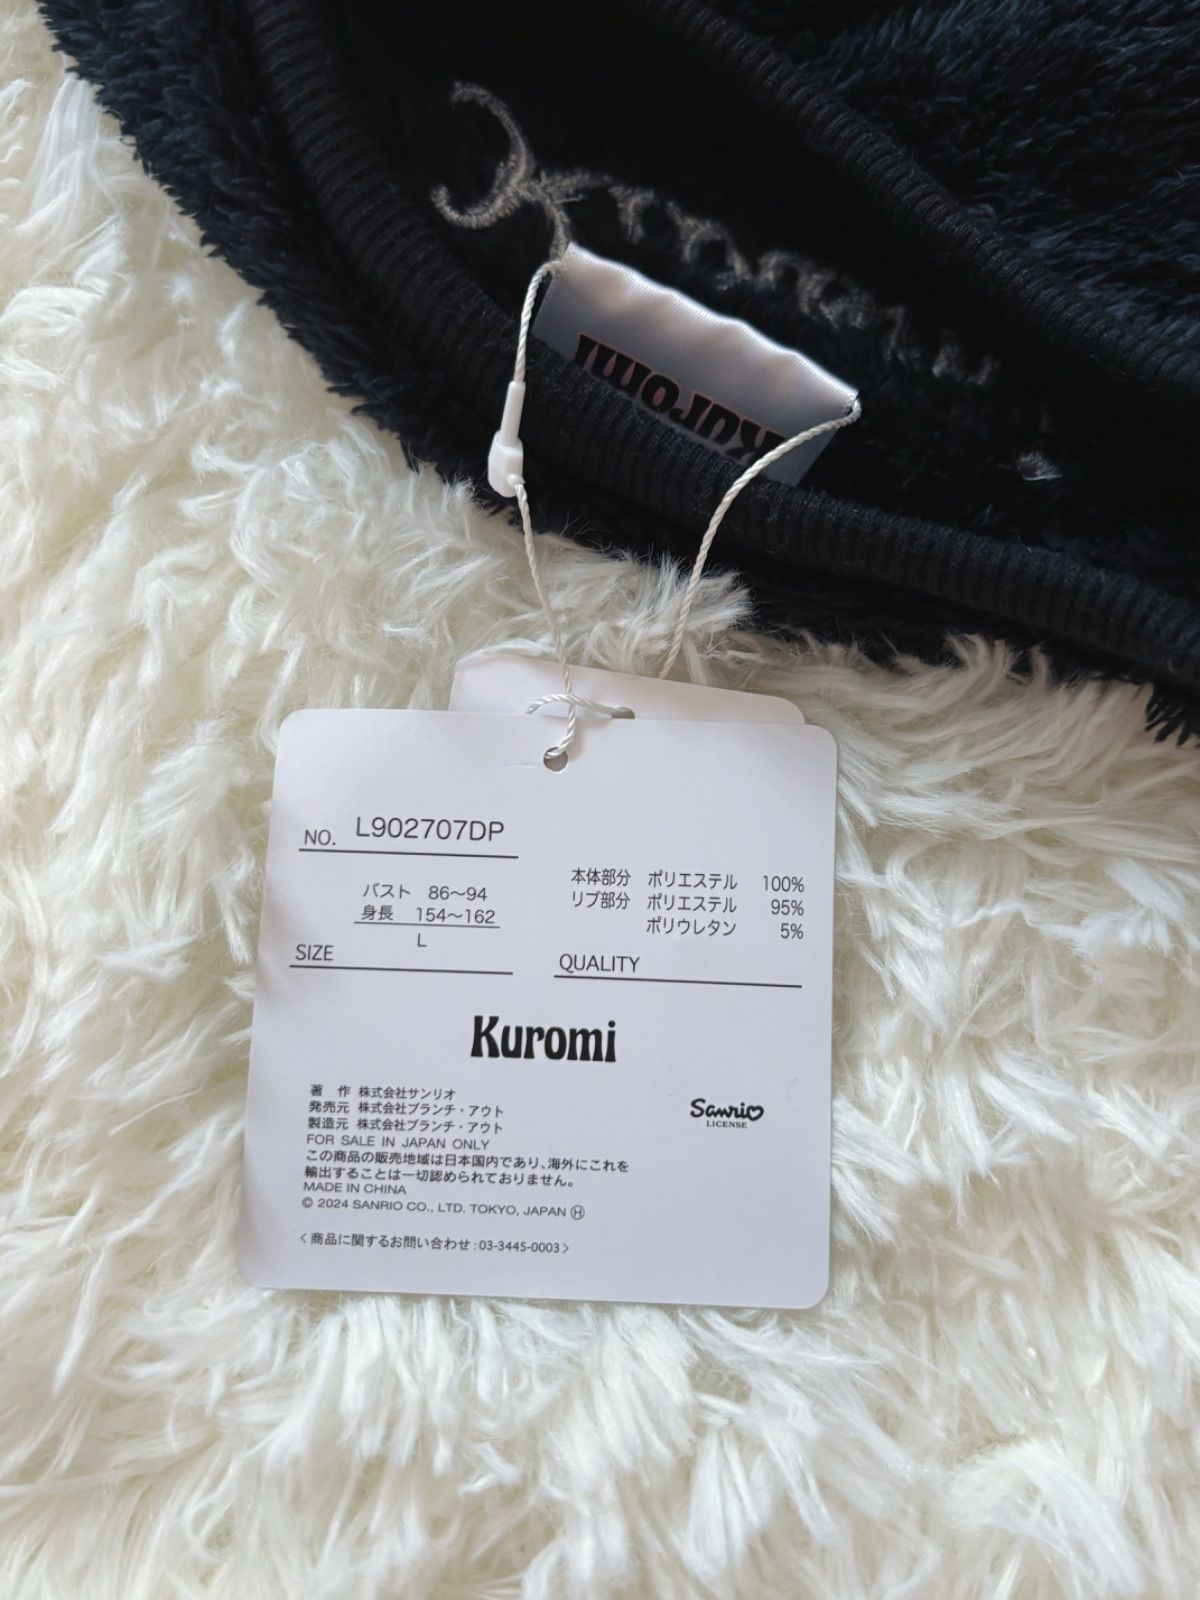 Kuromi
NO. L902707DP
バスト 86〜94
身長 154〜162
L
SIZE
本体部分 ポリエステル 100%
リブ部分 ポリエステル 95%
ポリウレタン 5%
QUALITY
Kuromi
著 作 株式会社サンリオ
発売元 株式会社ブランチ・アウト
製造元 株式会社ブランチ・アウト
FOR SALE IN JAPAN ONLY
この商品の販売地域は日本国内であり、海外にこれを
輸出することは一切認められておりません。
MADE IN CHINA
© 2024 SANRIO CO., LTD. TOKYO, JAPAN Ⓗ
Sanrio
LICENSE
<商品に関するお問い合わせ:03-3445-0003>